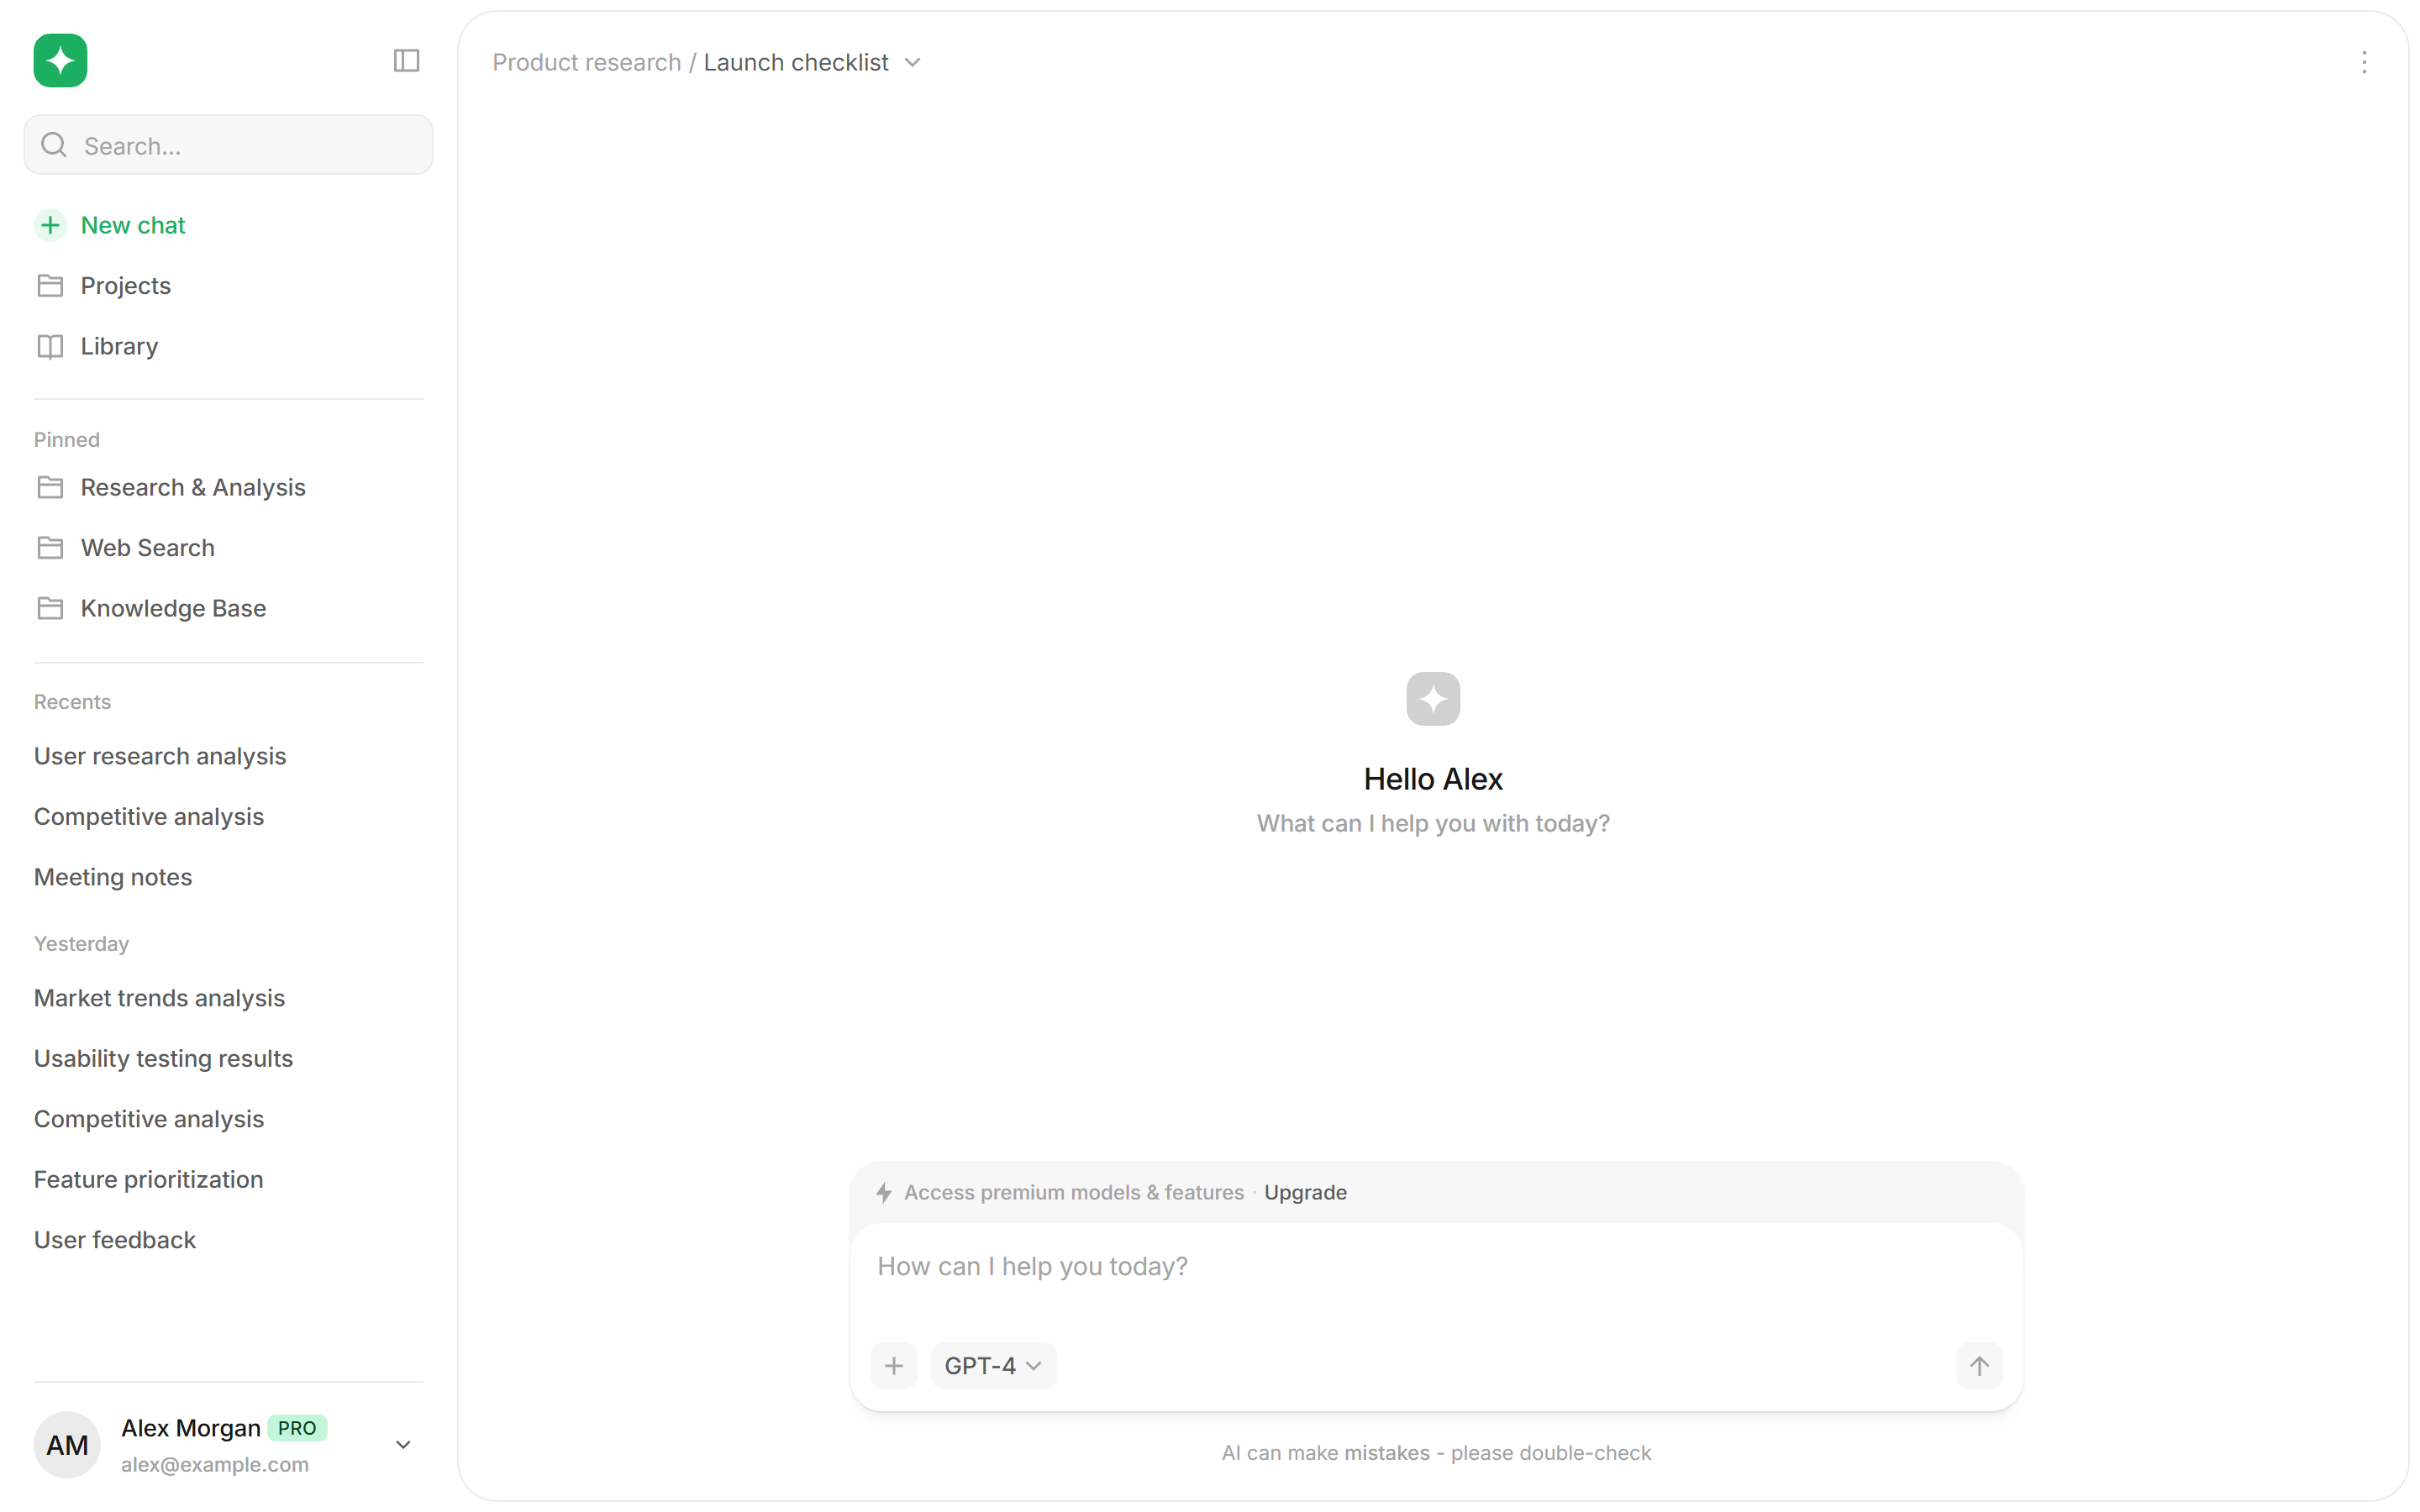 Search...
New chat
Projects
Library
Pinned
Research & Analysis
Web Search
Knowledge Base
Recents
User research analysis
Competitive analysis
Meeting notes
Yesterday
Market trends analysis
Usability testing results
Competitive analysis
Feature prioritization
User feedback
AM
Alex Morgan PRO
alex@example.com
Product research / Launch checklist
Hello Alex
What can I help you with today?
Access premium models & features · Upgrade
How can I help you today?
GPT-4
AI can make mistakes - please double-check